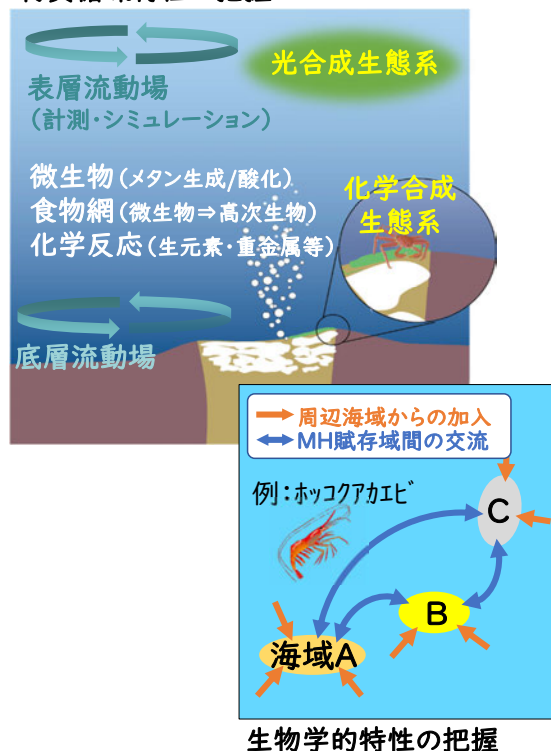 表層流動場
（計測・シミュレーション）
光合成生態系
微生物（メタン生成/酸化）
食物網（微生物⇒高次生物）
化学反応（生元素・重金属等）
化学合成
生態系
底層流動場
周辺海域からの加入
MH賦存域間の交流
例：ホッコクアカエビ
C
B
海域A
生物学的特性の把握